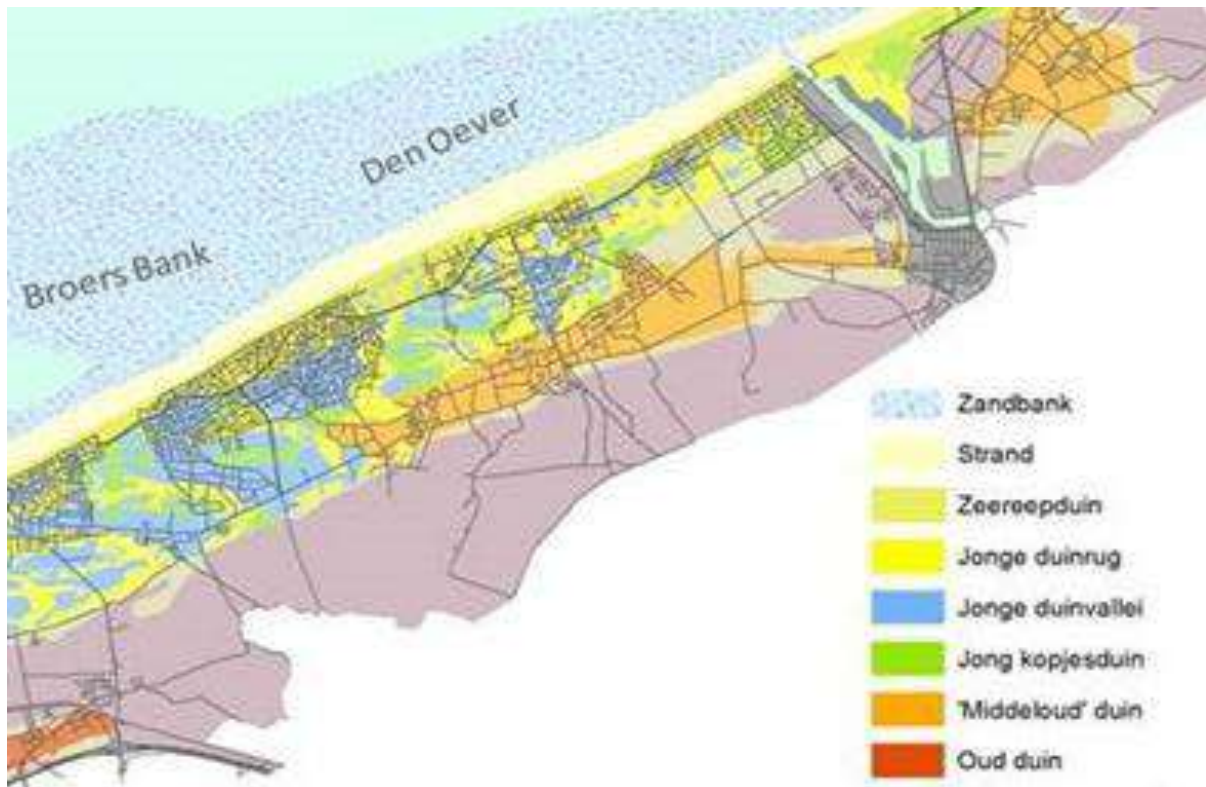 Den Oever
Broers Bank
Zandbank
Strand
Zeereepduin
Jonge duinrug
Jonge duinvallei
Jong kopjesduin
'Middeloud' duin
Oud duin